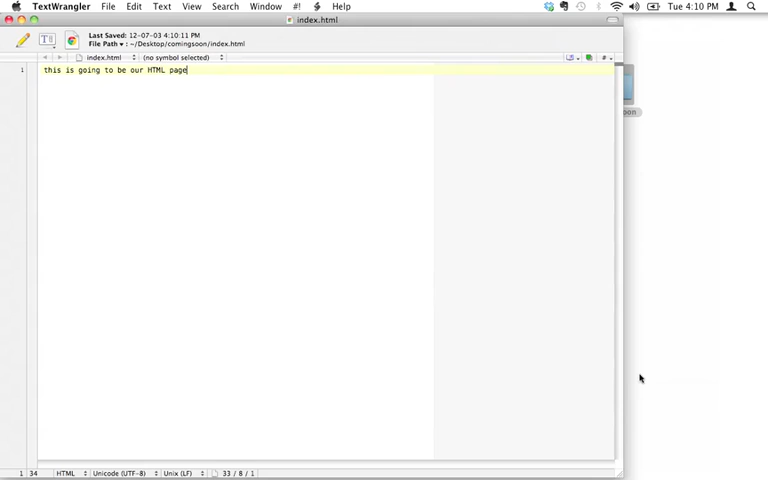 TextWrangler File Edit Text View Search Window #! Help Tue 4:10 PM
index.html
Last Saved: 12-07-03 4:10:11 PM
File Path ▾ : ~/Desktop/comingsoon/index.html
index.html (no symbol selected) #
1 this is going to be our HTML page
oon
1 34 HTML Unicode (UTF-8) Unix (LF) 33 / 8 / 1